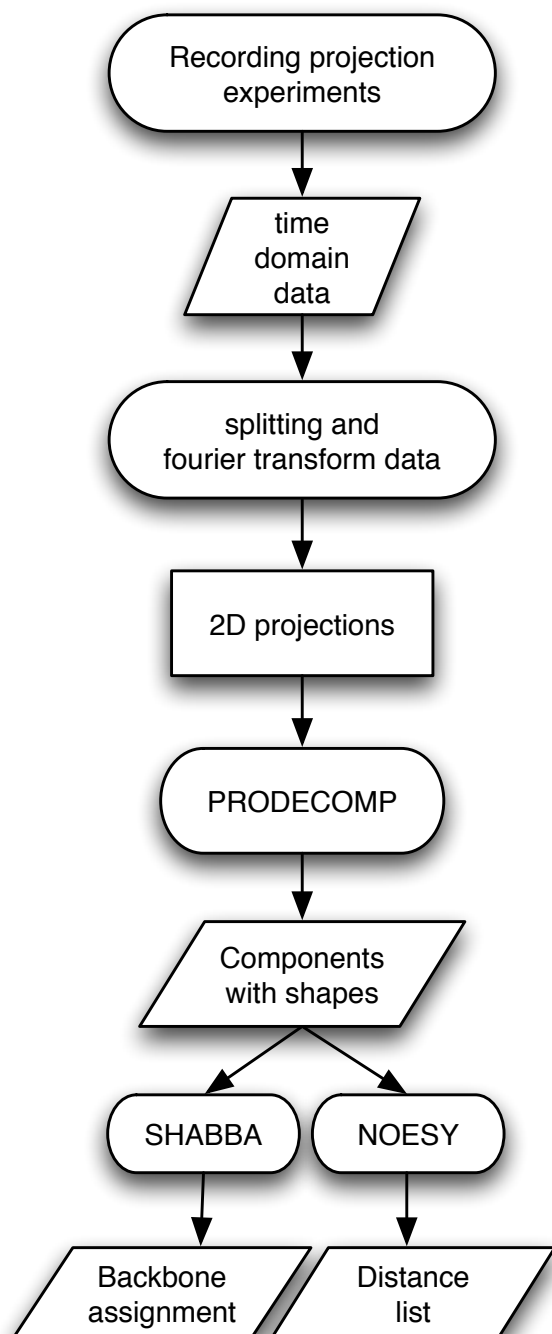 Recording projection
experiments
time
domain
data
splitting and
fourier transform data
2D projections
PRODECOMP
Components
with shapes
SHABBA
NOESY
Backbone
assignment
Distance
list